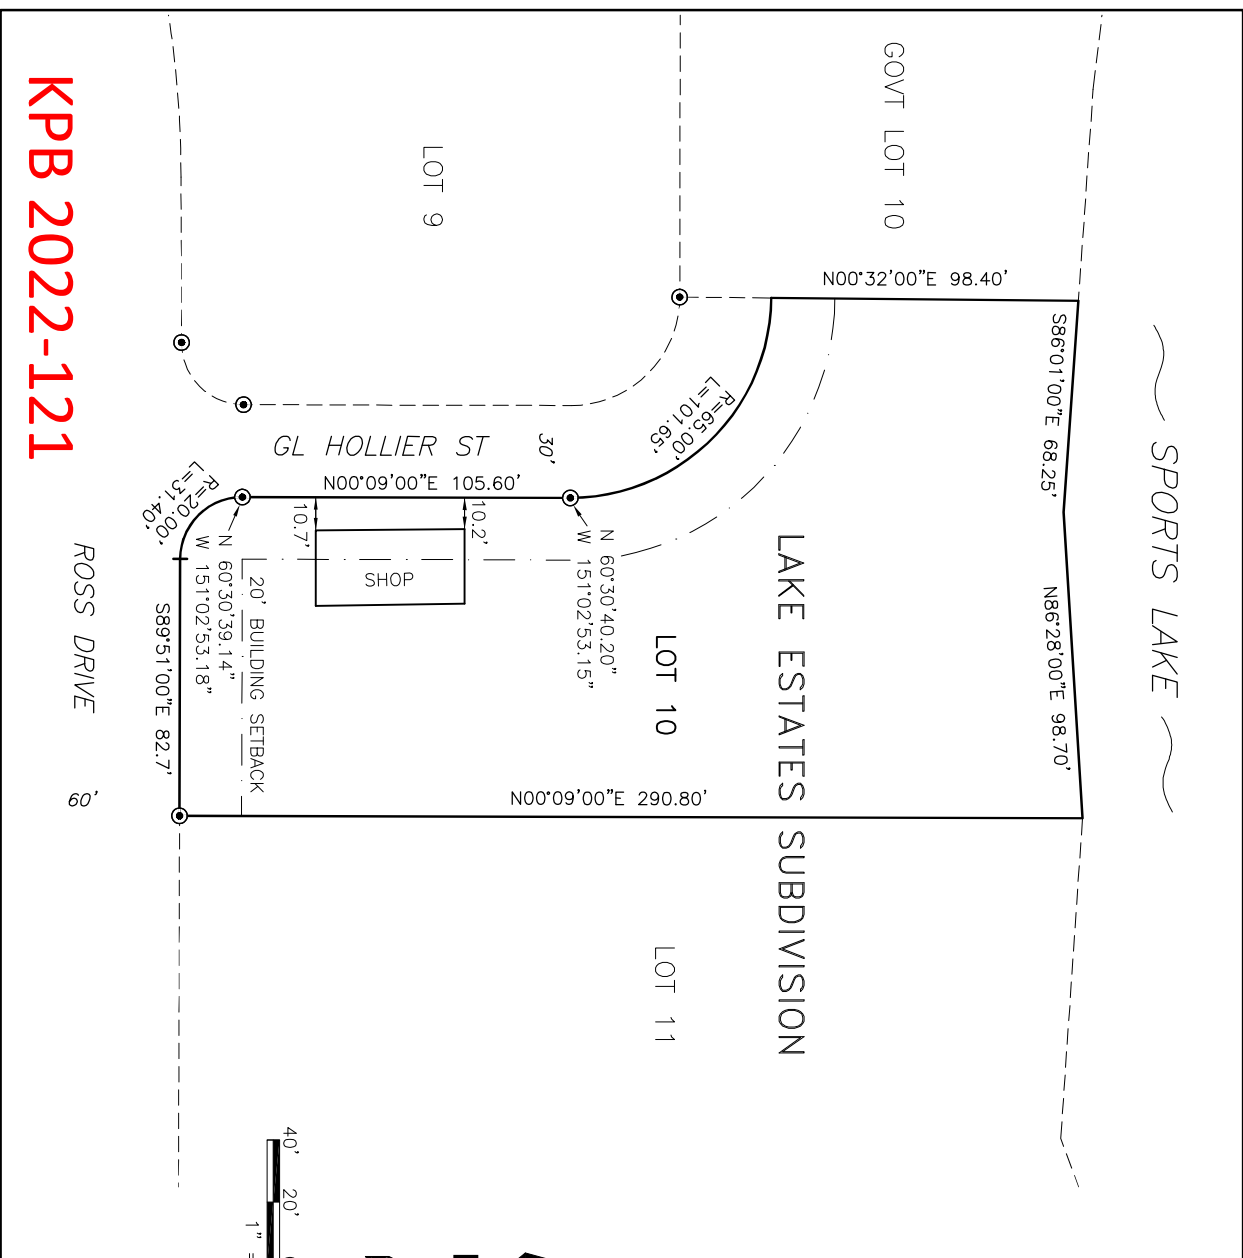 KPB 2022-121
SPORTS LAKE
GOVT LOT 10
LOT 9
N00°32'00"E 98.40'
S86°01'00"E 68.25'
N86°28'00"E 98.70'
R=65.00'
L=101.65'
GL HOLLIER ST
30'
N00°09'00"E 105.60'
10.7'
10.2'
SHOP
N 60°30'40.20"
W 151°02'53.15"
LAKE ESTATES SUBDIVISION
LOT 10
R=20.00'
L=31.40'
N 60°30'39.14"
W 151°02'53.18"
20' BUILDING SETBACK
S89°51'00"E 82.7'
ROSS DRIVE
60'
N00°09'00"E 290.80'
LOT 11
40'
20'
1" =